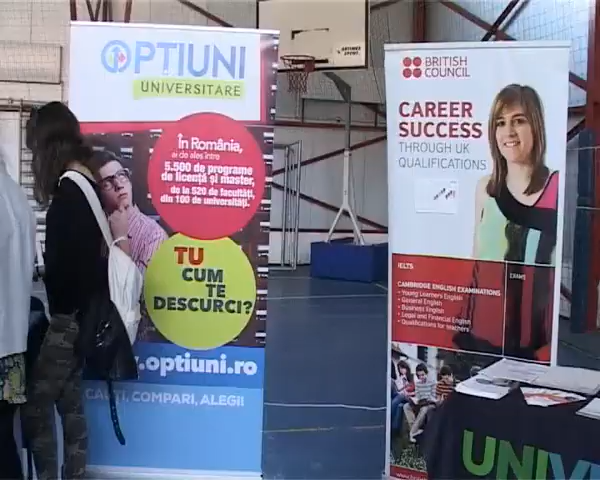 OPTIUNI
UNIVERSITARE
În România,
ai de ales între
5.500 de programe
de licență și master,
de la 520 de facultăți,
din 100 de universități.
TU
CUM
TE
DESCURCI?
.optiuni.ro
COMPARI, ALEGI!
BRITISH
COUNCIL
CAREER
SUCCESS
THROUGH UK
QUALIFICATIONS
IELTS
EXAMS
CAMBRIDGE ENGLISH EXAMINATIONS
• Young Learners English
• General English
• Business English
• Legal and Financial English
• Qualifications for teachers
UNIV